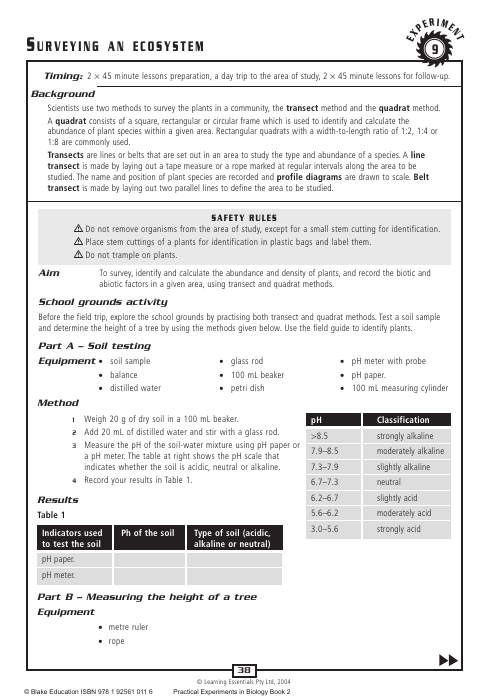 SURVEYING AN ECOSYSTEM
EXPERIMENT
9
Timing: 2 × 45 minute lessons preparation, a day trip to the area of study, 2 × 45 minute lessons for follow-up.
Background
Scientists use two methods to survey the plants in a community, the transect method and the quadrat method.
A quadrat consists of a square, rectangular or circular frame which is used to identify and calculate the
abundance of plant species within a given area. Rectangular quadrats with a width-to-length ratio of 1:2, 1:4 or
1:8 are commonly used.
Transects are lines or belts that are set out in an area to study the type and abundance of a species. A line
transect is made by laying out a tape measure or a rope marked at regular intervals along the area to be
studied. The name and position of plant species are recorded and profile diagrams are drawn to scale. Belt
transect is made by laying out two parallel lines to define the area to be studied.
SAFETY RULES
Do not remove organisms from the area of study, except for a small stem cutting for identification.
Place stem cuttings of a plants for identification in plastic bags and label them.
Do not trample on plants.
Aim
To survey, identify and calculate the abundance and density of plants, and record the biotic and
abiotic factors in a given area, using transect and quadrat methods.
School grounds activity
Before the field trip, explore the school grounds by practising both transect and quadrat methods. Test a soil sample
and determine the height of a tree by using the methods given below. Use the field guide to identify plants.
Part A – Soil testing
Equipment • soil sample • glass rod • pH meter with probe
• balance • 100 mL beaker • pH paper.
• distilled water • petri dish • 100 mL measuring cylinder
Method
1 Weigh 20 g of dry soil in a 100 mL beaker.
2 Add 20 mL of distilled water and stir with a glass rod.
3 Measure the pH of the soil-water mixture using pH paper or
a pH meter. The table at right shows the pH scale that
indicates whether the soil is acidic, neutral or alkaline.
4 Record your results in Table 1.
pH Classification
>8.5 strongly alkaline
7.9–8.5 moderately alkaline
7.3–7.9 slightly alkaline
6.7–7.3 neutral
6.2–6.7 slightly acid
5.6–6.2 moderately acid
3.0–5.6 strongly acid
Results
Table 1
Indicators used
to test the soil
Ph of the soil
Type of soil (acidic,
alkaline or neutral)
pH paper.
pH meter.
Part B – Measuring the height of a tree
Equipment
• metre ruler
• rope
38
© Learning Essentials Pty Ltd, 2004
© Blake Education ISBN 978 1 92561 011 6 Practical Experiments in Biology Book 2